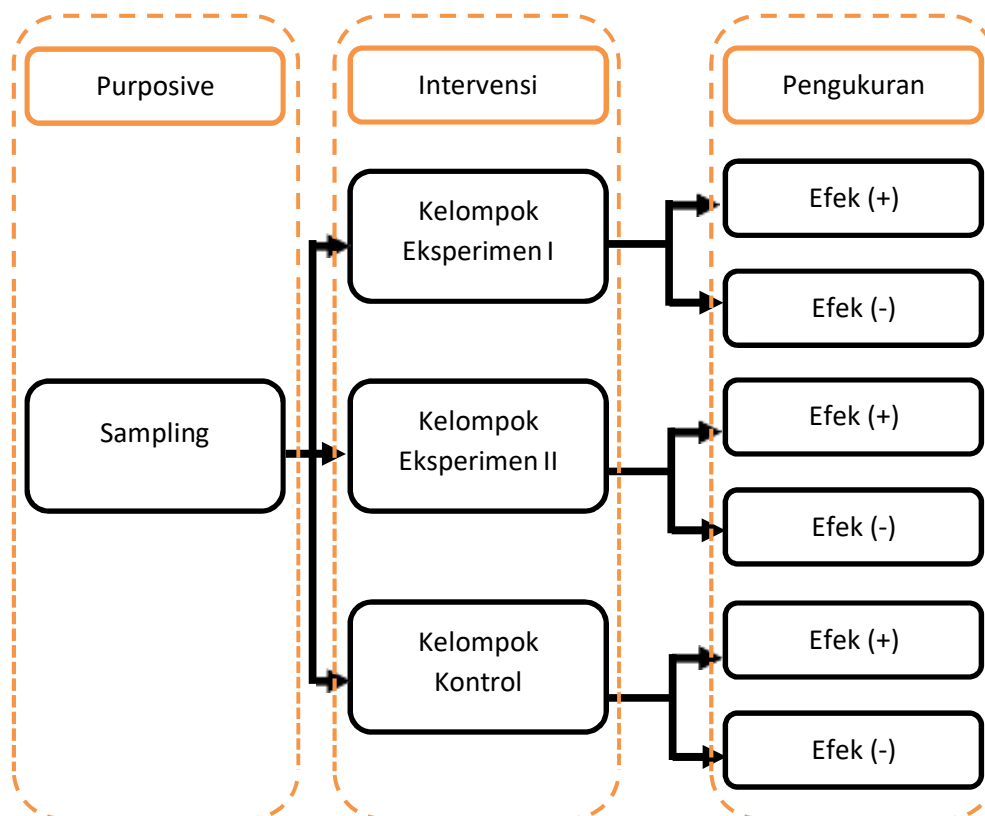 Purposive
Intervensi
Pengukuran
Sampling
Kelompok
Eksperimen I
Kelompok
Eksperimen II
Kelompok
Kontrol
Efek (+)
Efek (-)
Efek (+)
Efek (-)
Efek (+)
Efek (-)